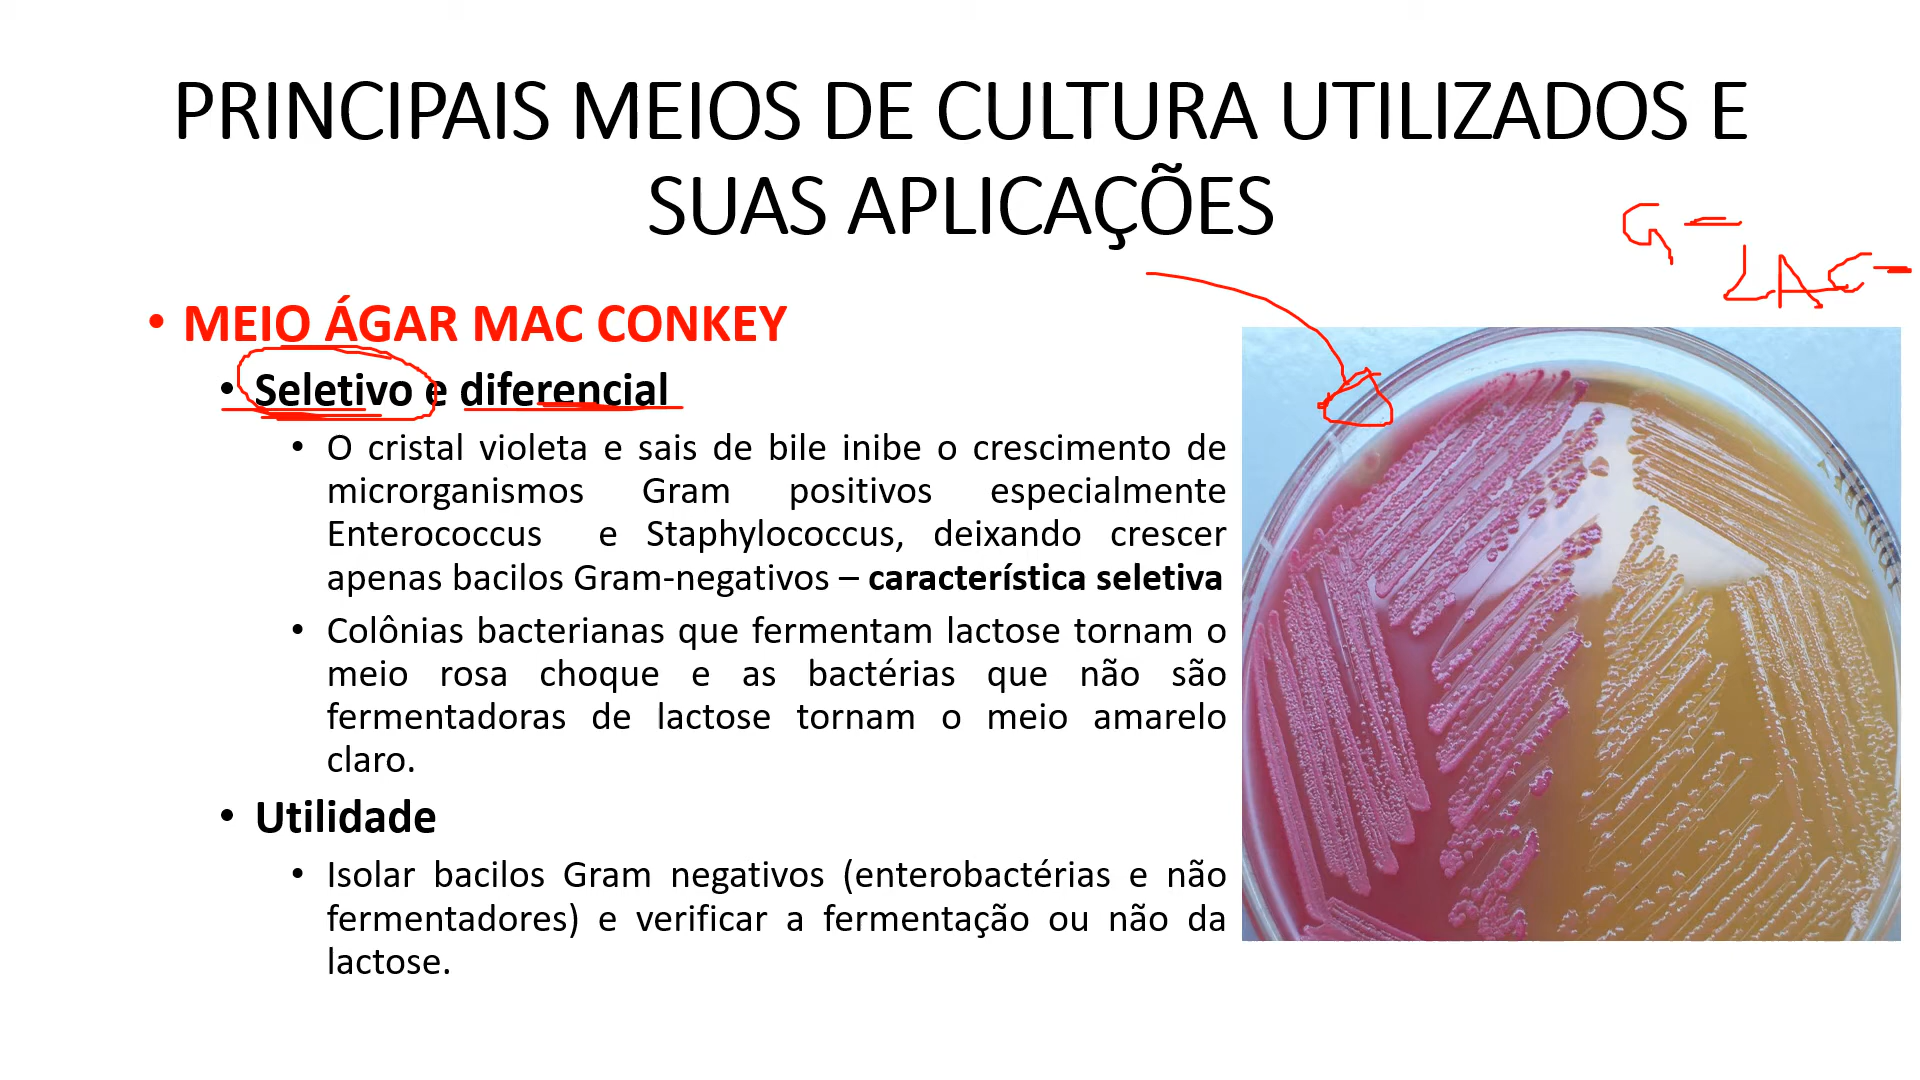 PRINCIPAIS MEIOS DE CULTURA UTILIZADOS E
SUAS APLICAÇÕES
G -
LAC-
• MEIO ÁGAR MAC CONKEY
• Seletivo e diferencial
• O cristal violeta e sais de bile inibe o crescimento de
microrganismos Gram positivos especialmente
Enterococcus e Staphylococcus, deixando crescer
apenas bacilos Gram-negativos – característica seletiva
• Colônias bacterianas que fermentam lactose tornam o
meio rosa choque e as bactérias que não são
fermentadoras de lactose tornam o meio amarelo
claro.
• Utilidade
• Isolar bacilos Gram negativos (enterobactérias e não
fermentadores) e verificar a fermentação ou não da
lactose.